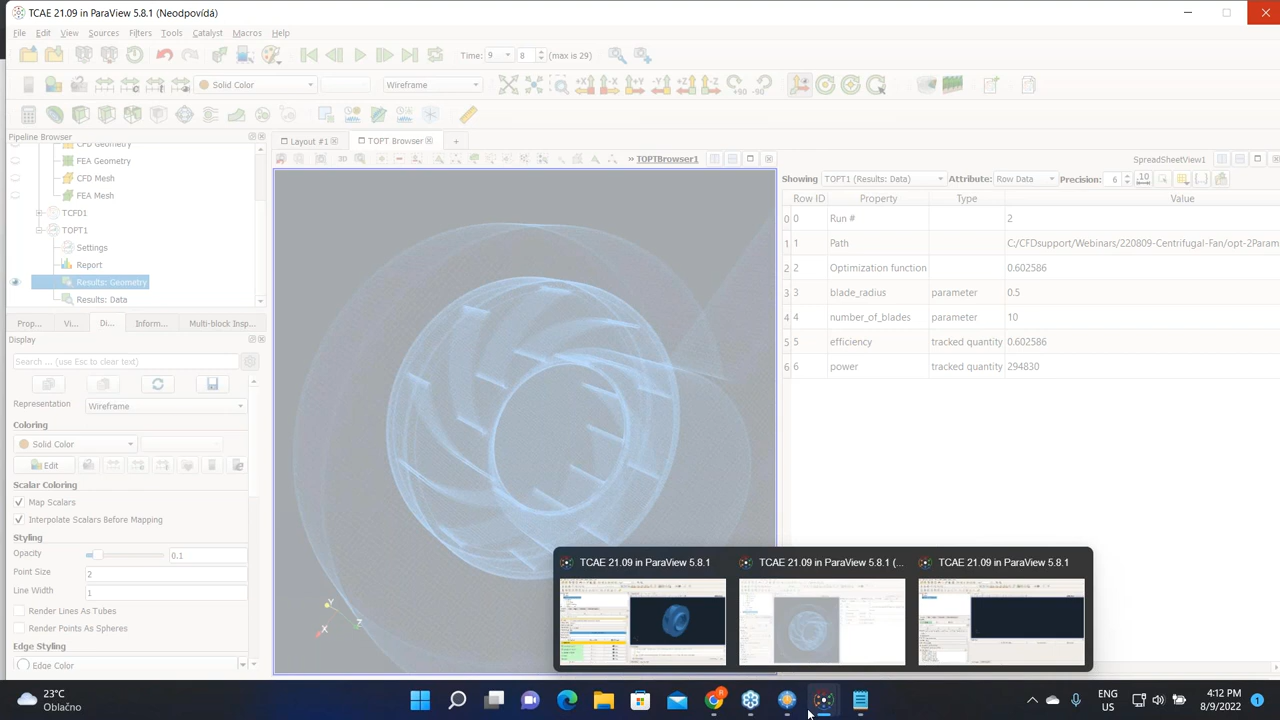 TCAE 21.09 in ParaView 5.8.1 (Neodpovídá)
File Edit View Sources Filters Tools Catalyst Macros Help
Time: 9 8 (max is 29)
Solid Color Wireframe
+X -X +Y -Y +Z -Z +90 -90
Pipeline Browser
Layout #1 TOPT Browser +
CFD Geometry
FEA Geometry
CFD Mesh
FEA Mesh
TCFD1
TOPT1
Settings
Report
Results: Geometry
Results: Data
3D » TOPTBrowser1
SpreadSheetView1
Showing TOPT1 (Results: Data) Attribute: Row Data Precision: 6
Row ID Property Type Value
0 0 Run # 2
1 1 Path C:/CFDsupport/Webinars/220809-Centrifugal-Fan/opt-2Param
2 2 Optimization function 0.602586
3 3 blade_radius parameter 0.5
4 4 number_of_blades parameter 10
5 5 efficiency tracked quantity 0.602586
6 6 power tracked quantity 294830
Prop... Vi... Di... Inform... Multi-block Insp...
Display
Search ... (use Esc to clear text)
Representation Wireframe
Coloring
Solid Color
Edit
Scalar Coloring
Map Scalars
Interpolate Scalars Before Mapping
Styling
Opacity 0.1
Point Size 2
Line Width 1
Render Lines As Tubes
Render Points As Spheres
Edge Styling
Edge Color
X Y Z
TCAE 21.09 in ParaView 5.8.1
TCAE 21.09 in ParaView 5.8.1 (...
TCAE 21.09 in ParaView 5.8.1
23°C
Oblačno
ENG
US
4:12 PM
8/9/2022
1